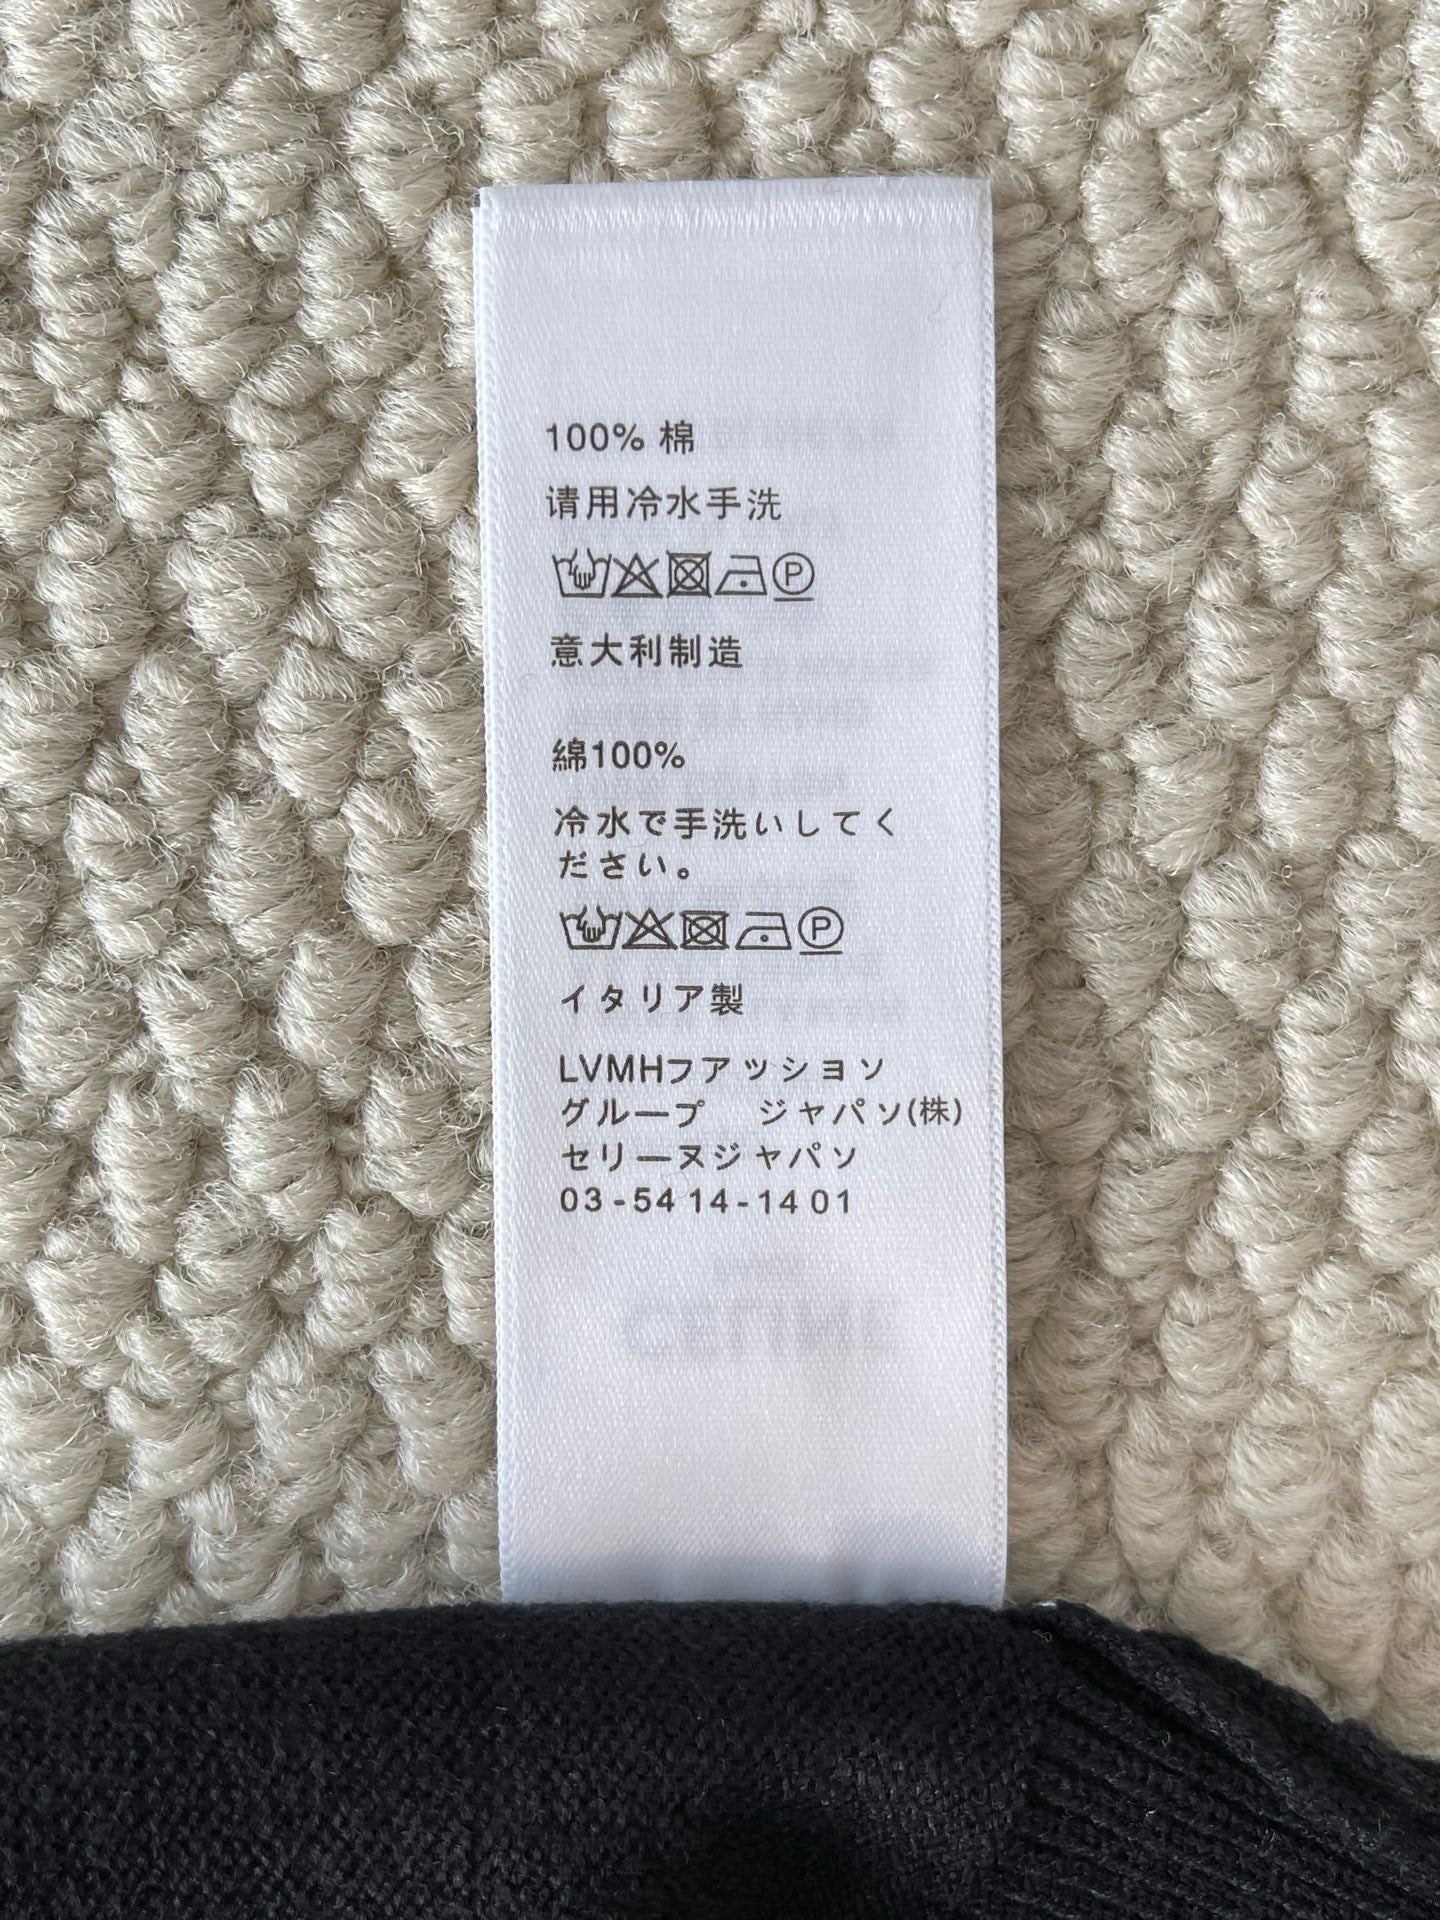 100% 棉
请用冷水手洗
P
意大利制造
綿100%
冷水で手洗いしてく
ださい。
P
イタリア製
LVMHフアッショソ
グループ ジャパソ(株)
セリーヌジャパソ
03-5414-1401